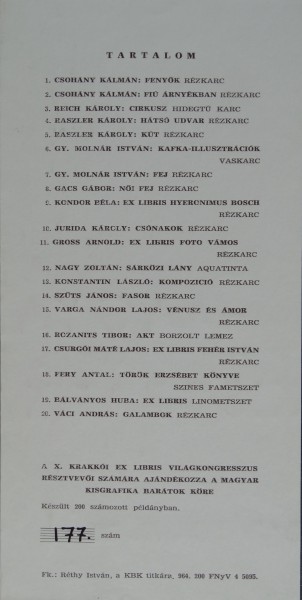 TARTALOM
1. CSOHÁNY KÁLMÁN: FENYŐK RÉZKARC
2. CSOHÁNY KÁLMÁN: FIÚ ÁRNYÉKBAN RÉZKARC
3. REICH KÁROLY: CIRKUSZ HIDEGTŰ KARC
4. RASZLER KÁROLY: HÁTSÓ UDVAR RÉZKARC
5. RASZLER KÁROLY: KÚT RÉZKARC
6. GY. MOLNÁR ISTVÁN: KAFKA-ILLUSZTRÁCIÓK
VASKARC
7. GY. MOLNÁR ISTVÁN: FEJ RÉZKARC
8. GACS GÁBOR: NŐI FEJ RÉZKARC
9. KONDOR BÉLA: EX LIBRIS HYERONIMUS BOSCH
RÉZKARC
10. JURIDA KÁROLY: CSÓNAKOK RÉZKARC
11. GROSS ARNOLD: EX LIBRIS FOTO VÁMOS
RÉZKARC
12. NAGY ZOLTÁN: SÁRKÖZI LÁNY AQUATINTA
13. KONSTANTIN LÁSZLÓ: KOMPOZÍCIÓ RÉZKARC
14. SZÜTS JÁNOS: FASOR RÉZKARC
15. VARGA NÁNDOR LAJOS: VÉNUSZ ÉS ÁMOR
RÉZKARC
16. ROZANITS TIBOR: AKT BORZOLT LEMEZ
17. CSURGÓI MÁTÉ LAJOS: EX LIBRIS FEHÉR ISTVÁN
RÉZKARC
18. FERY ANTAL: TÖRÖK ERZSÉBET KÖNYVE
SZINES FAMETSZET
19. BÁLVÁNYOS HUBA: EX LIBRIS LINOMETSZET
20. VÁCI ANDRÁS: GALAMBOK RÉZKARC
A X. KRAKKÓI EX LIBRIS VILÁGKONGRESSZUS
RÉSZTVEVŐI SZÁMÁRA AJÁNDÉKOZZA A MAGYAR
KISGRAFIKA BARÁTOK KÖRE
Készült 200 számozott példányban.
177. szám
Fk.: Réthy István, a KBK titkára, 964. 200 FNyV 4 5095.